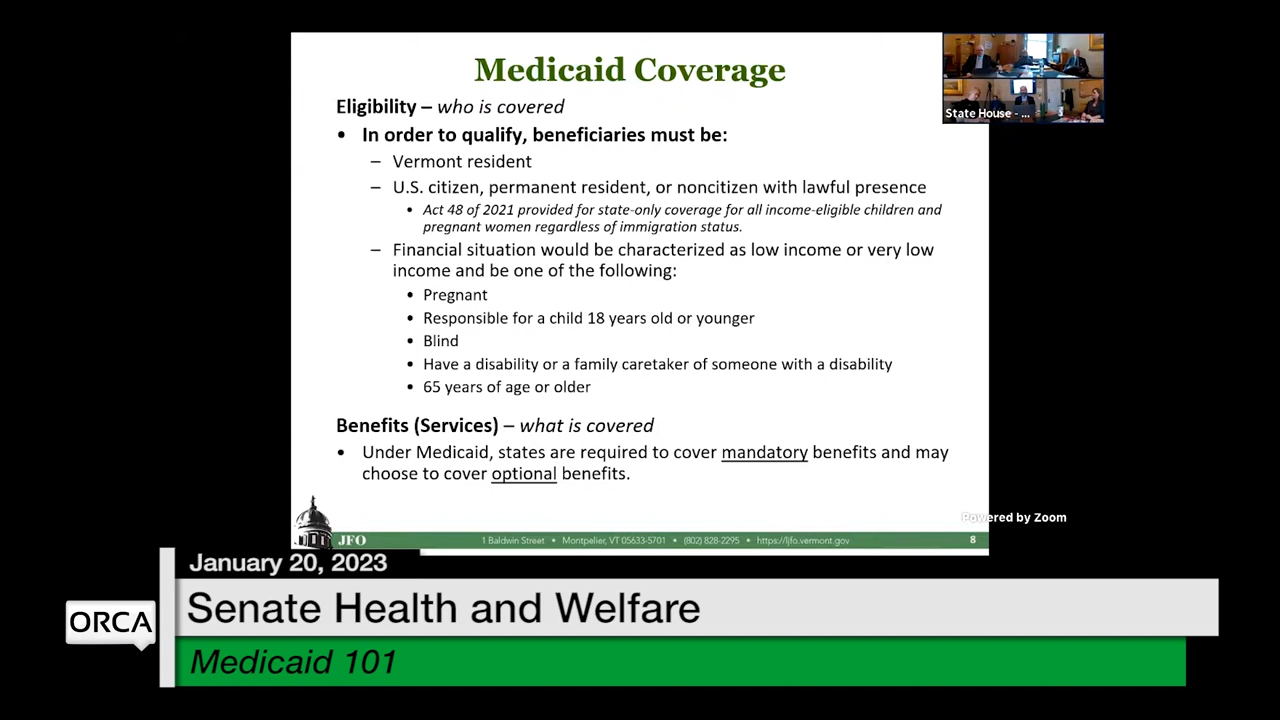 Medicaid Coverage
Eligibility – who is covered
• In order to qualify, beneficiaries must be:
– Vermont resident
– U.S. citizen, permanent resident, or noncitizen with lawful presence
• Act 48 of 2021 provided for state-only coverage for all income-eligible children and
pregnant women regardless of immigration status.
– Financial situation would be characterized as low income or very low
income and be one of the following:
• Pregnant
• Responsible for a child 18 years old or younger
• Blind
• Have a disability or a family caretaker of someone with a disability
• 65 years of age or older
Benefits (Services) – what is covered
• Under Medicaid, states are required to cover mandatory benefits and may
choose to cover optional benefits.
JFO
1 Baldwin Street • Montpelier, VT 05633-5701 • (802) 828-2295 • https://ljfo.vermont.gov
8
State House - ...
Powered by Zoom
January 20, 2023
ORCA
Senate Health and Welfare
Medicaid 101